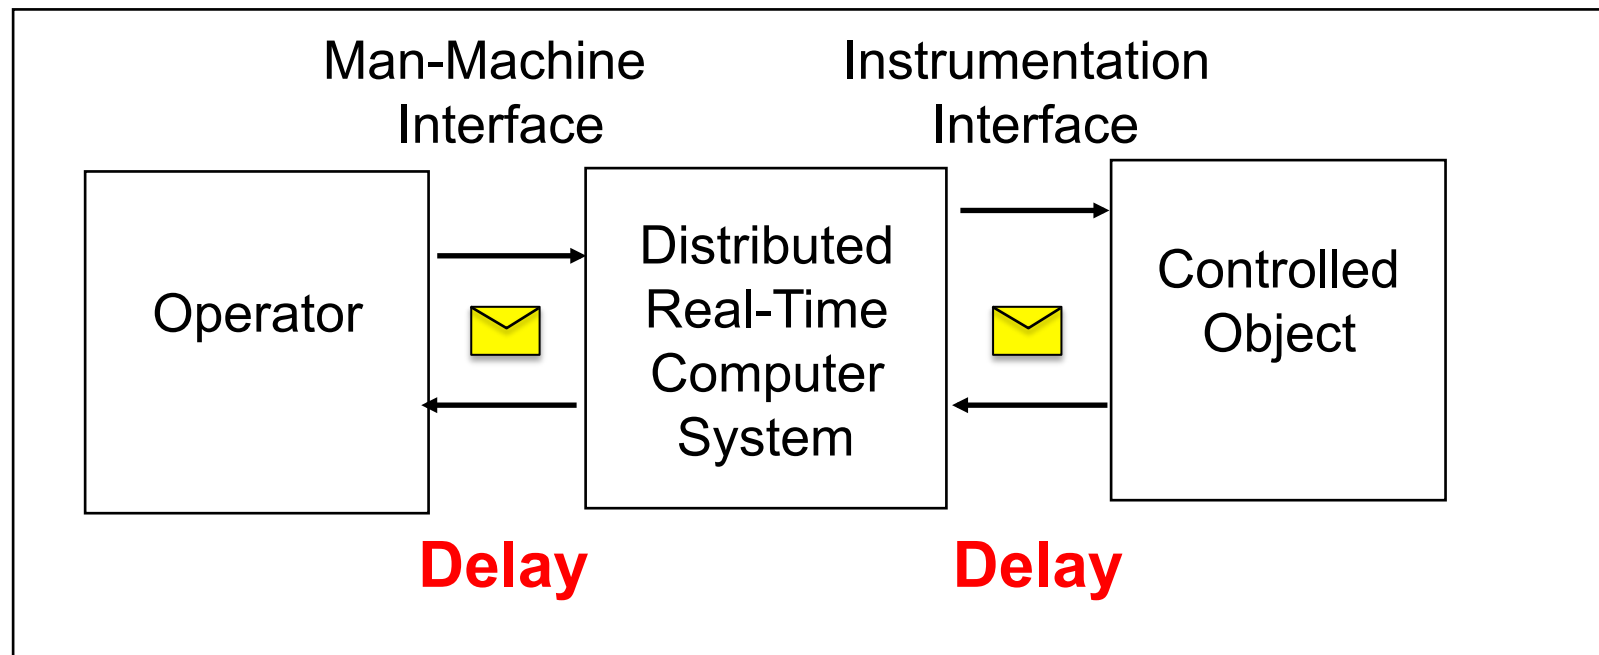 Man-Machine
Interface
Instrumentation
Interface
Operator
Distributed
Real-Time
Computer
System
Controlled
Object
Delay
Delay